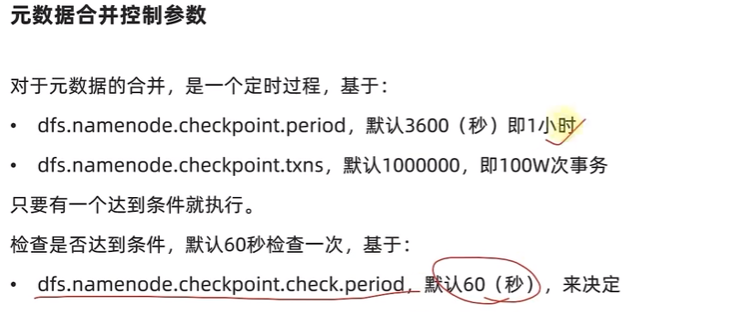 元数据合并控制参数
对于元数据的合并，是一个定时过程，基于：
• dfs.namenode.checkpoint.period，默认3600（秒）即1小时
• dfs.namenode.checkpoint.txns，默认1000000，即100W次事务
只要有一个达到条件就执行。
检查是否达到条件，默认60秒检查一次，基于：
• dfs.namenode.checkpoint.check.period，默认60（秒），来决定